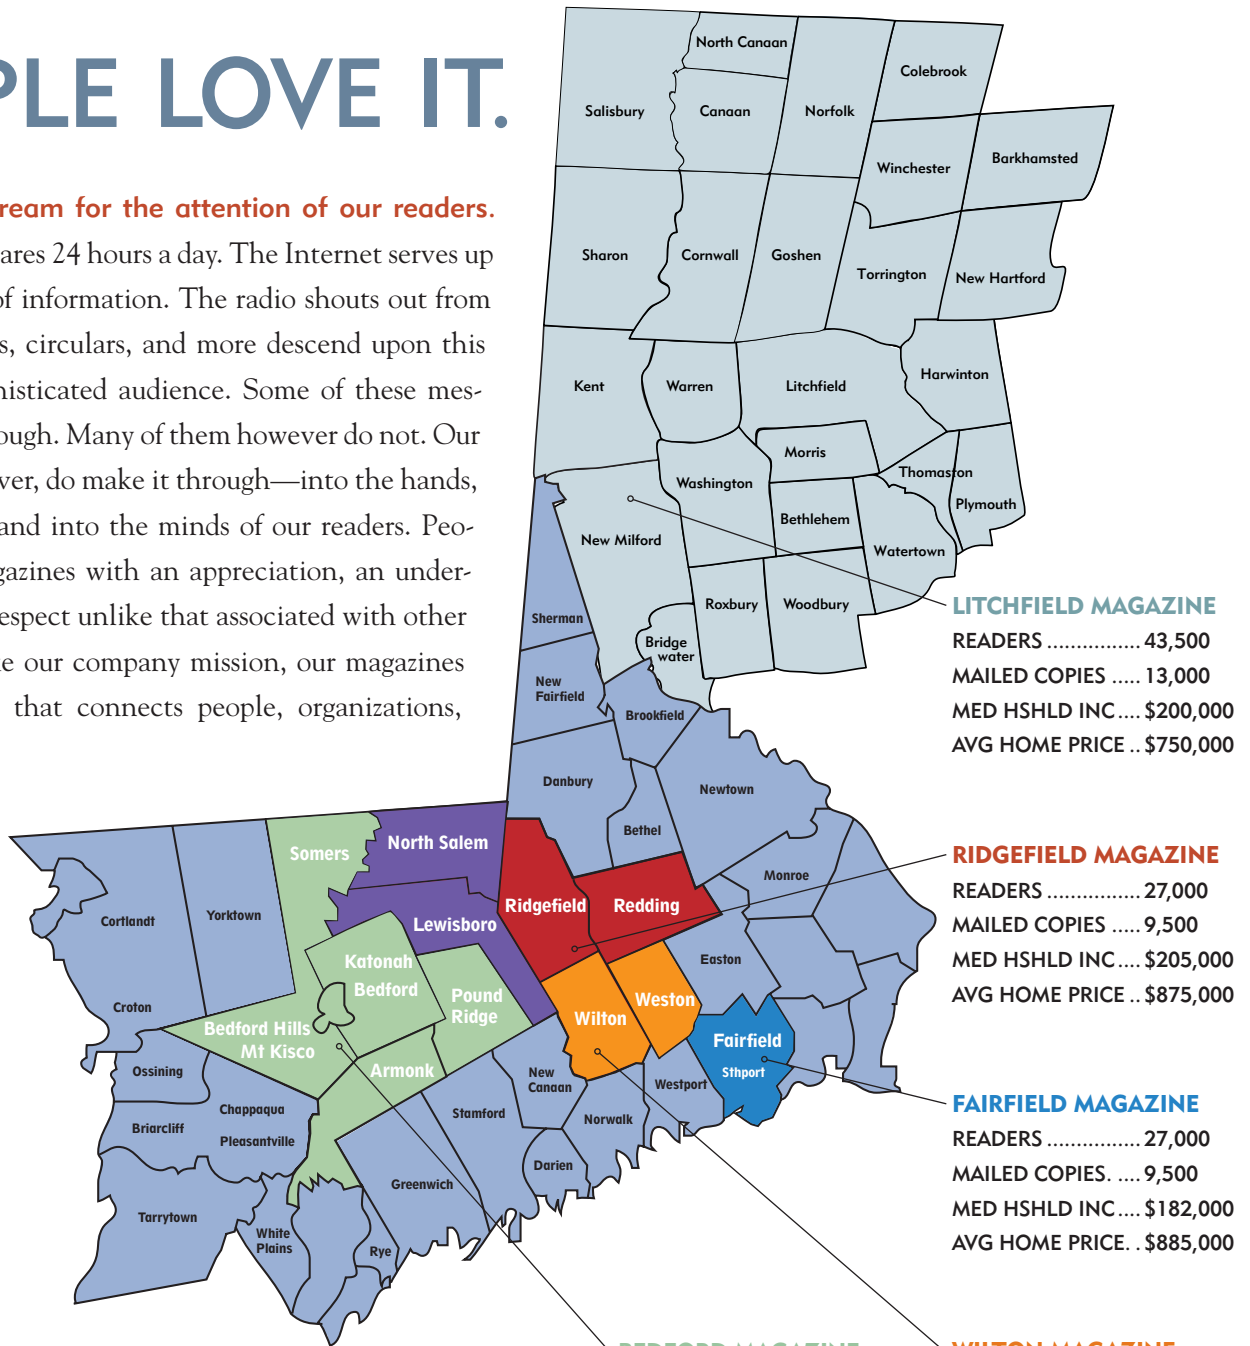 PLE LOVE IT.
ream for the attention of our readers.
ares 24 hours a day. The Internet serves up
of information. The radio shouts out from
s, circulars, and more descend upon this
histicated audience. Some of these mes-
ough. Many of them however do not. Our
ver, do make it through—into the hands,
and into the minds of our readers. Peo-
gazines with an appreciation, an under-
respect unlike that associated with other
ke our company mission, our magazines
that connects people, organizations,
North Canaan
Colebrook
Salisbury
Canaan
Norfolk
Winchester
Barkhamsted
Sharon
Cornwall
Goshen
Torrington
New Hartford
Kent
Warren
Litchfield
Harwinton
Morris
Thomaston
Washington
Plymouth
Bethlehem
New Milford
Watertown
Roxbury
Woodbury
Sherman
Bridge
water
New
Fairfield
Brookfield
Danbury
Newtown
Bethel
North Salem
Somers
Monroe
Ridgefield
Redding
Cortlandt
Yorktown
Lewisboro
Katonah
Easton
Bedford
Pound
Ridge
Weston
Croton
Wilton
Bedford Hills
Mt Kisco
Fairfield
Sthport
Ossining
Armonk
New
Canaan
Westport
Chappaqua
Stamford
Norwalk
Briarcliff
Pleasantville
Darien
Greenwich
Tarrytown
White
Plains
Rye
LITCHFIELD MAGAZINE
READERS ................ 43,500
MAILED COPIES ..... 13,000
MED HSHLD INC.... $200,000
AVG HOME PRICE .. $750,000
RIDGEFIELD MAGAZINE
READERS ................ 27,000
MAILED COPIES ..... 9,500
MED HSHLD INC.... $205,000
AVG HOME PRICE .. $875,000
FAIRFIELD MAGAZINE
READERS ................ 27,000
MAILED COPIES. .... 9,500
MED HSHLD INC.... $182,000
AVG HOME PRICE. . $885,000
BEDFORD MAGAZINE
WILTON MAGAZINE